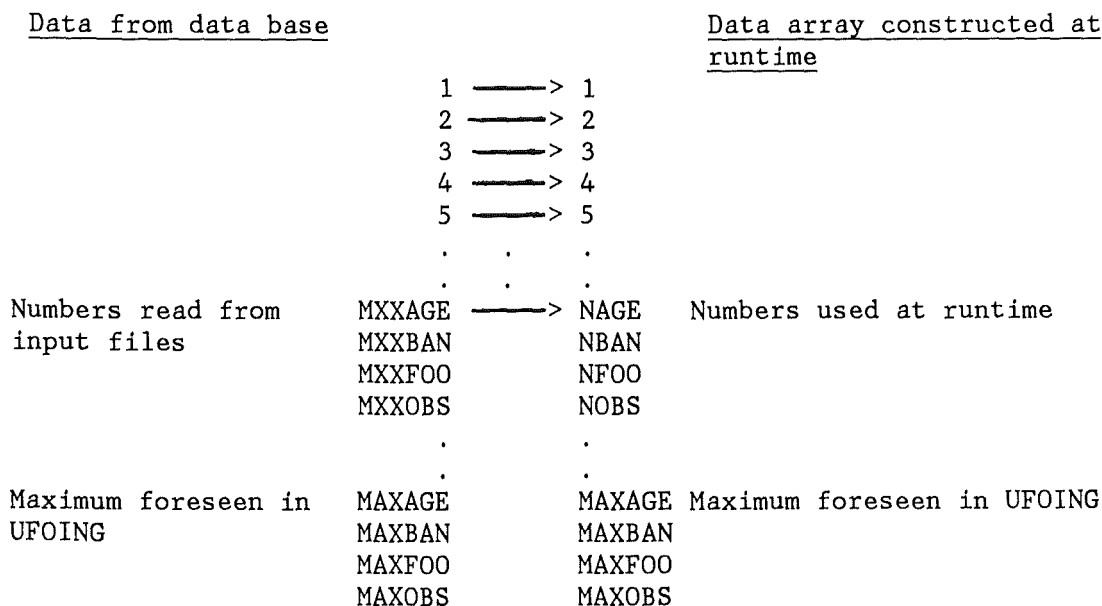 Data from data base Data array constructed at
runtime
1 ——> 1
2 ——> 2
3 ——> 3
4 ——> 4
5 ——> 5
. . .
. . .
Numbers read from MXXAGE ——> NAGE Numbers used at runtime
input files MXXBAN NBAN
MXXFOO NFOO
MXXOBS NOBS
. .
. .
Maximum foreseen in MAXAGE MAXAGE Maximum foreseen in UFOING
UFOING MAXBAN MAXBAN
MAXFOO MAXFOO
MAXOBS MAXOBS